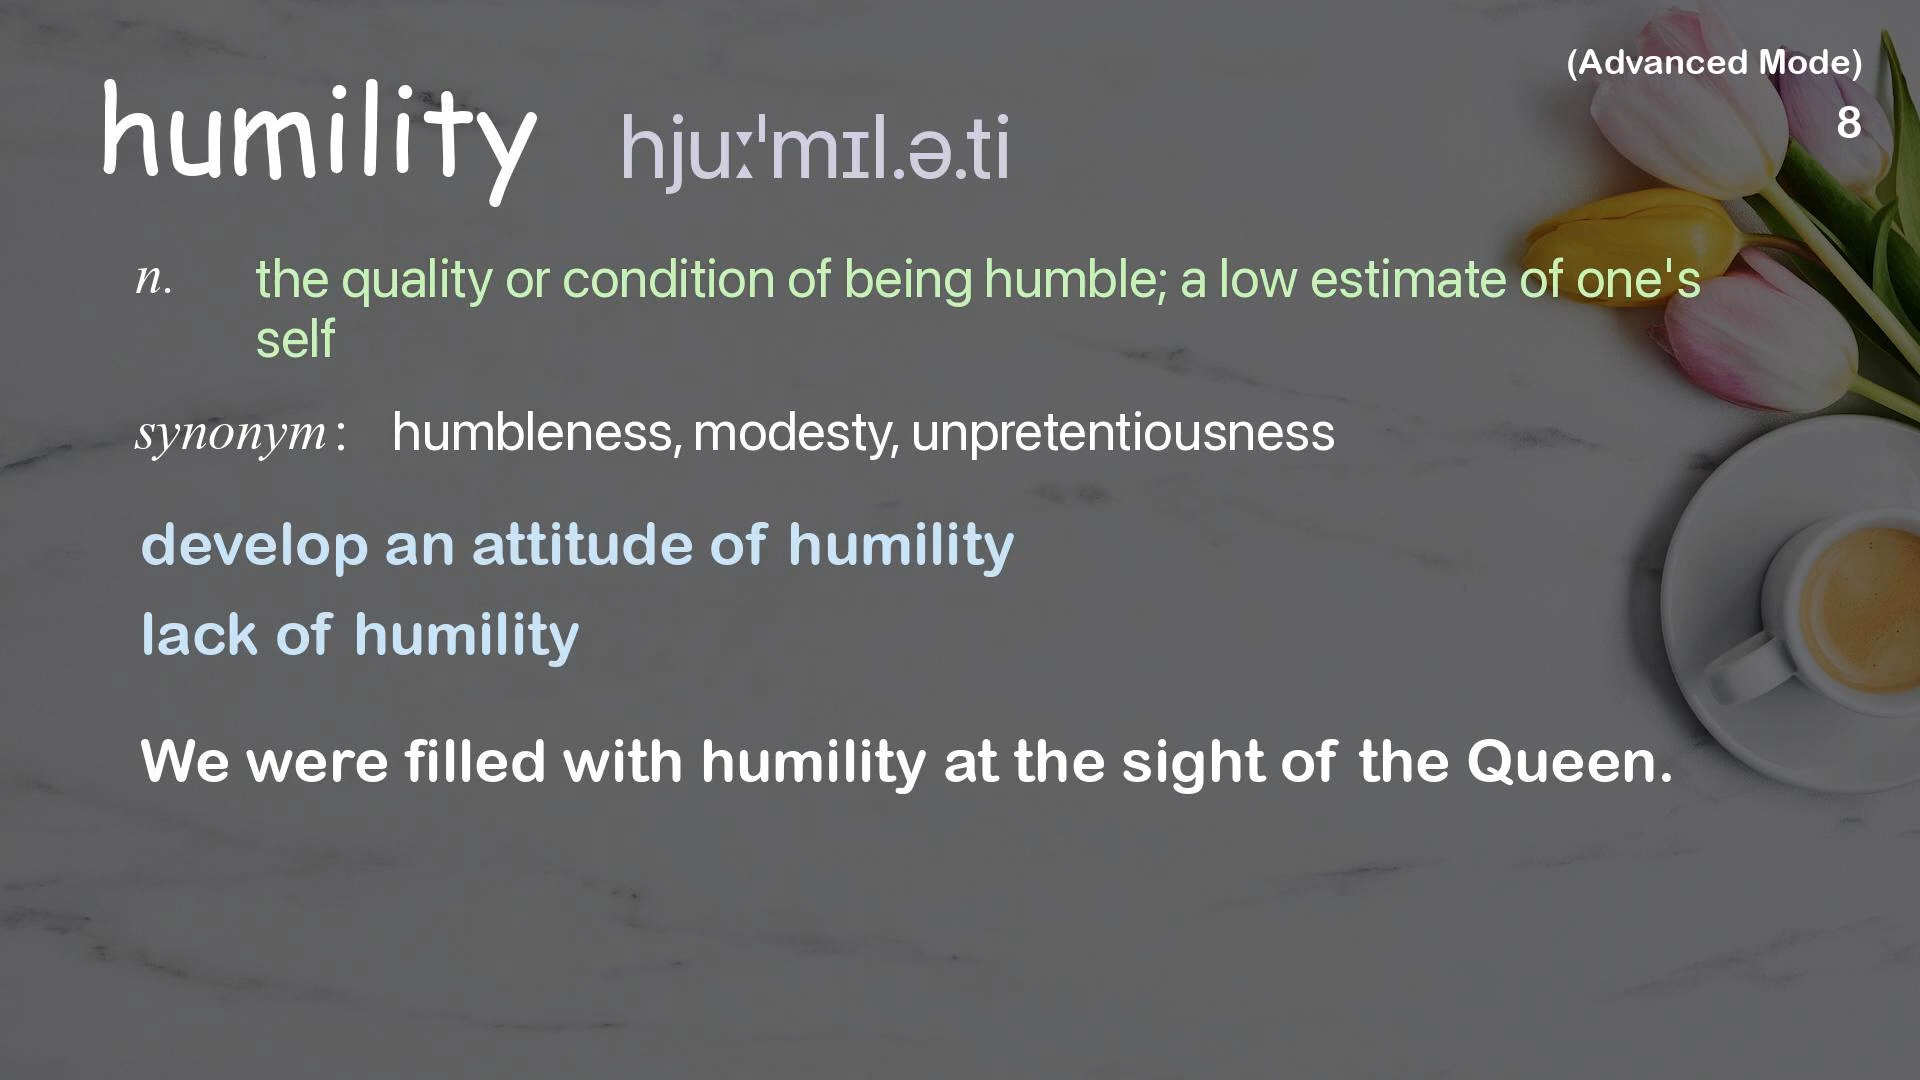 (Advanced Mode)
8
humility hjuːˈmɪl.ə.ti
n. the quality or condition of being humble; a low estimate of one's
self
synonym: humbleness, modesty, unpretentiousness
develop an attitude of humility
lack of humility
We were filled with humility at the sight of the Queen.